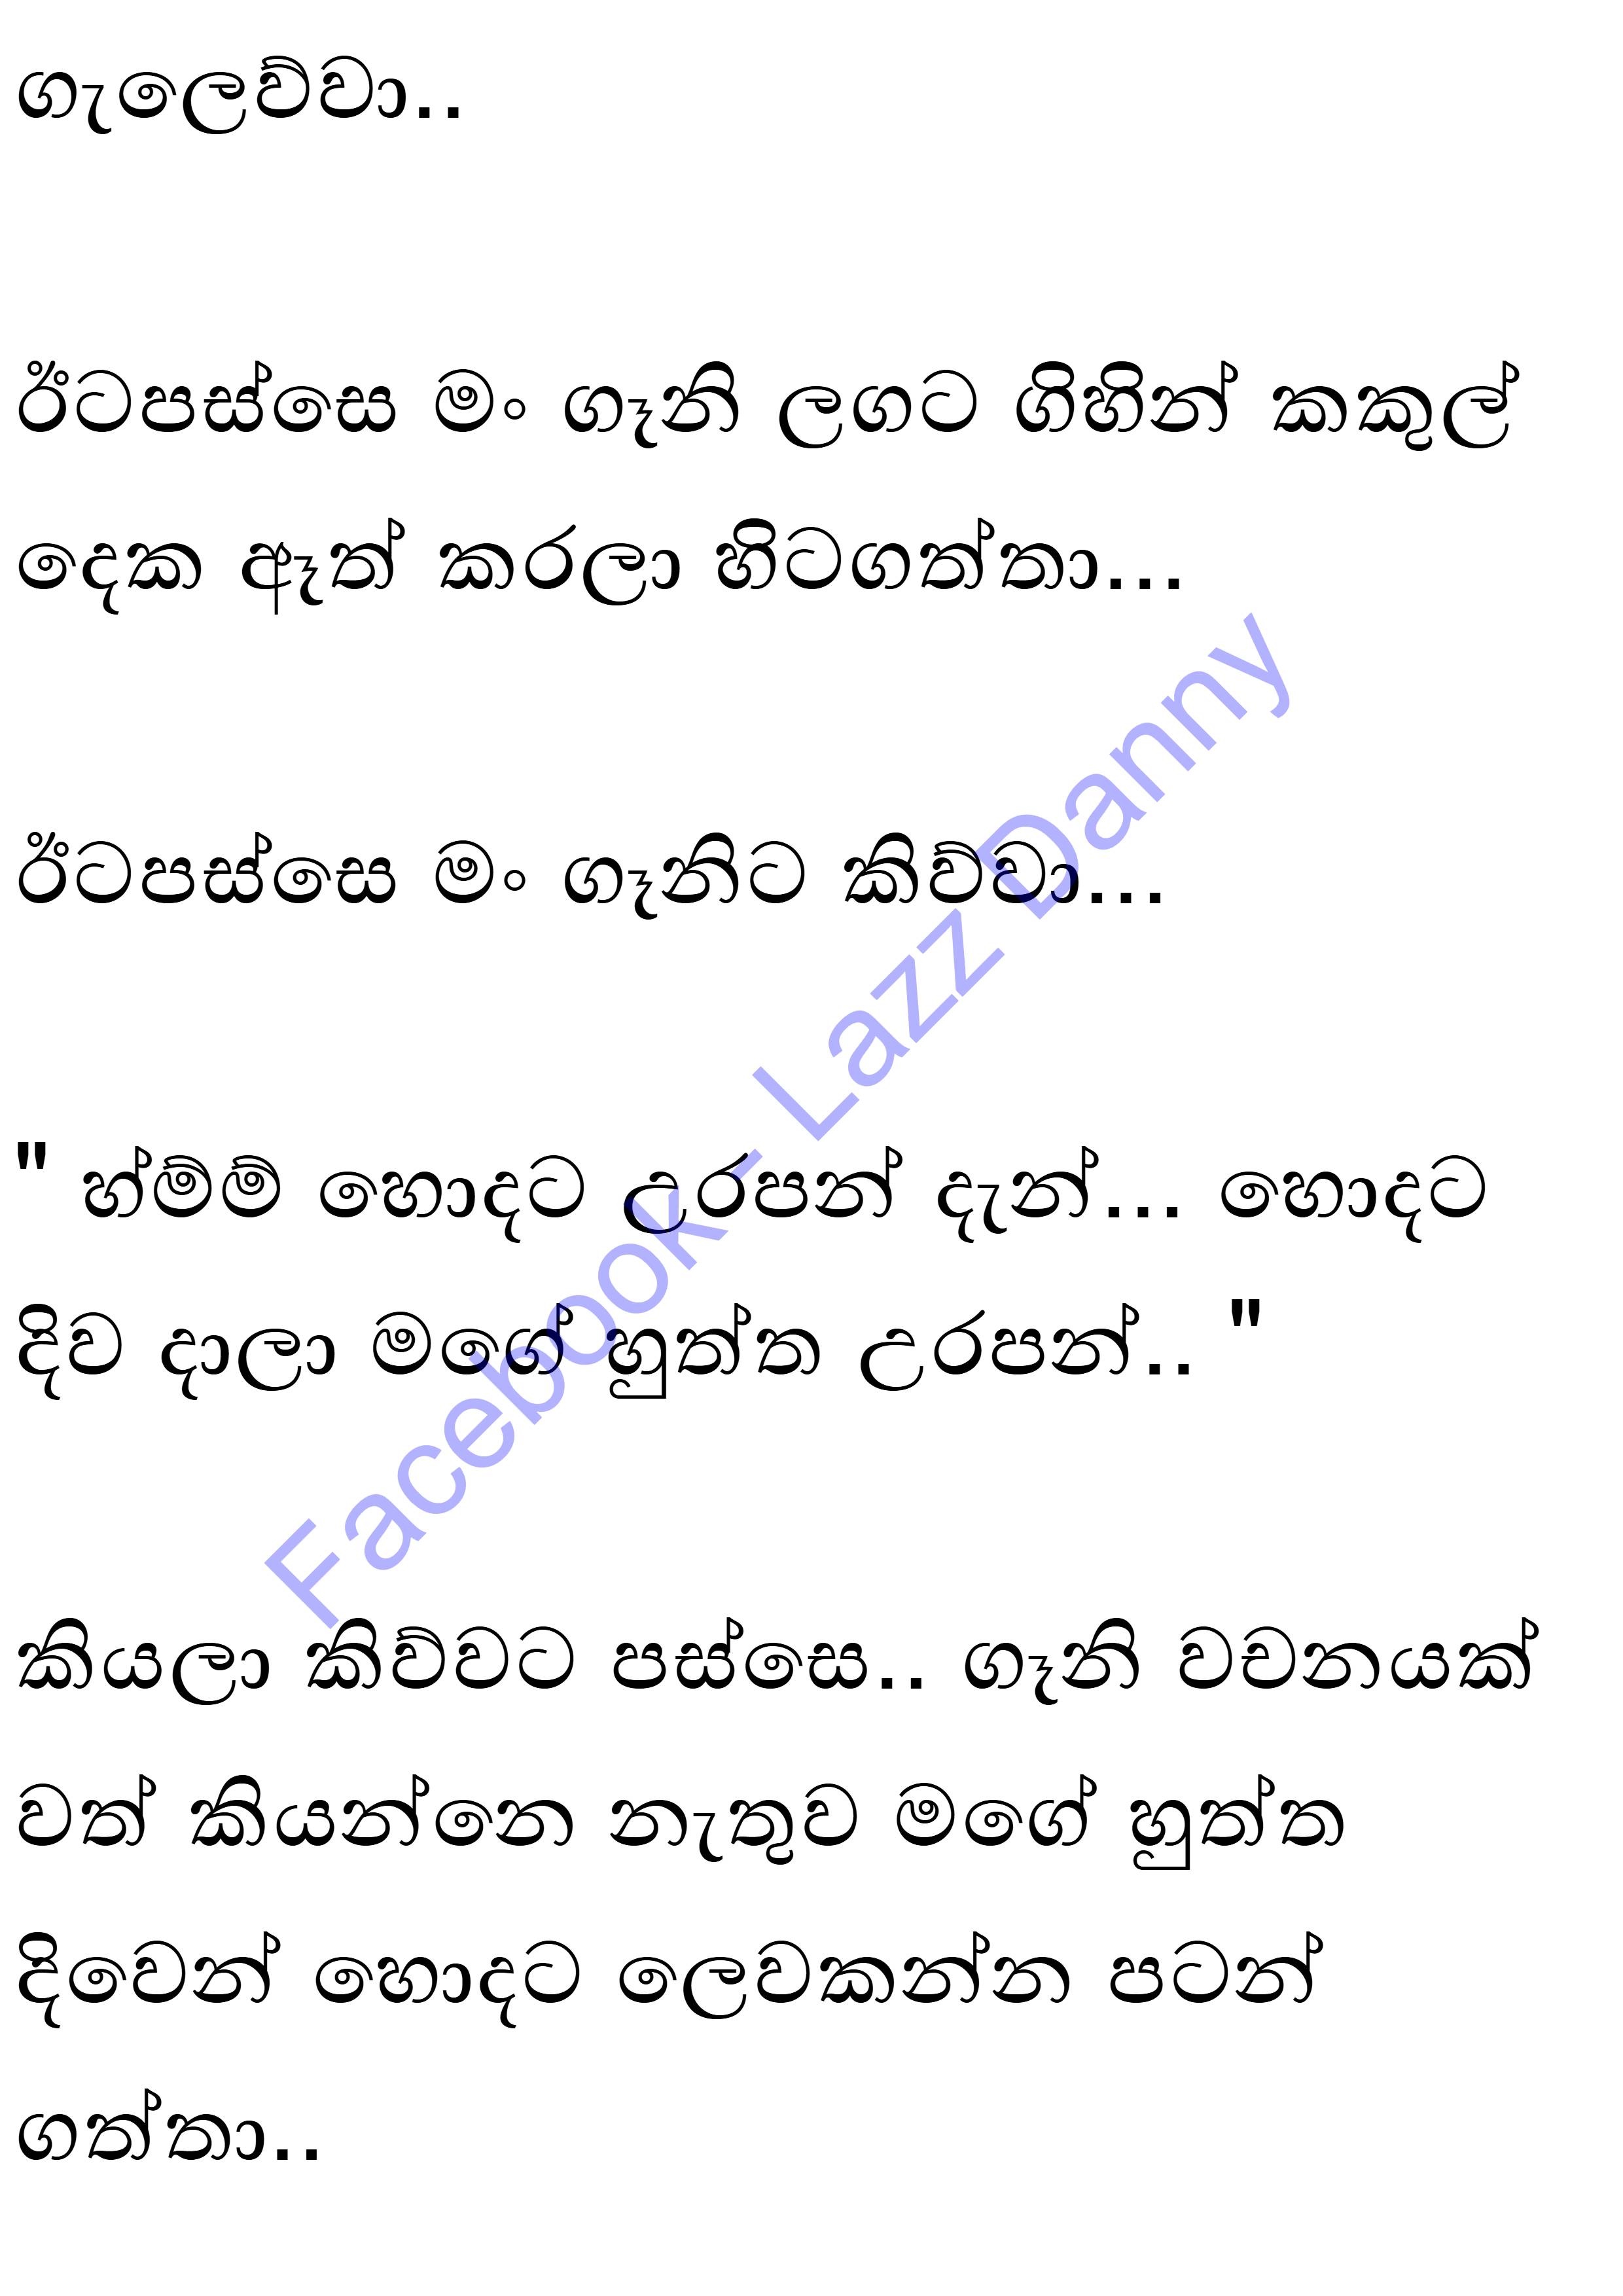 ගැලෙව්වා..
ඊටපස්සෙ මං ගෑනි ලගට ගිහින් කකුල්
දෙක ඈත් කරලා හිටගත්තා...
ඊටපස්සෙ මං ගෑනිට කිව්වා...
" හ්ම්ම් හොදට උරපන් දැන්... හොදට
දිව දාලා මගේ හුත්ත උරපන්.. "
කියලා කිව්වට පස්සෙ.. ගෑනි වචනයක්
වත් කියන්නෙ නැතුව මගේ හුත්ත
දිවෙන් හොදට ලෙවකන්න පටන්
ගත්තා..
Facebook - Lazz Danny